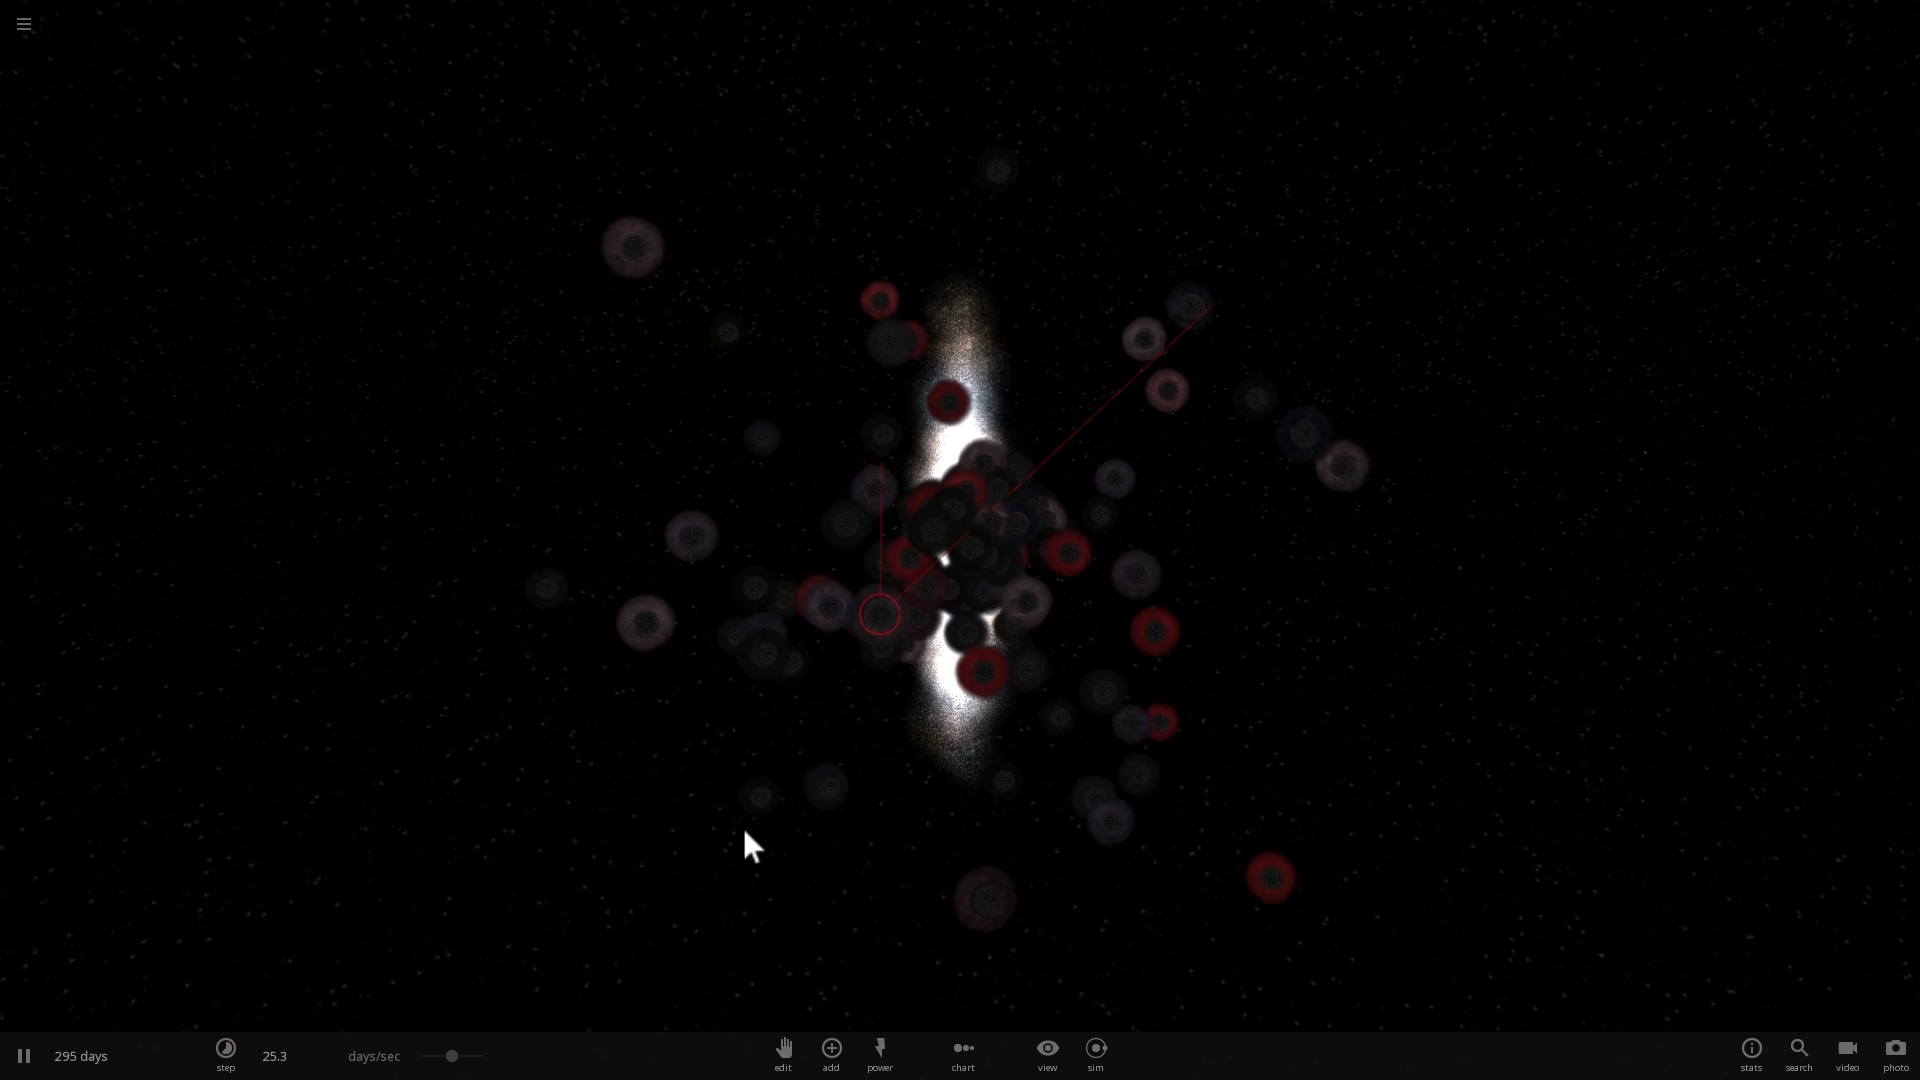 295 days
step
25.3
days/sec
edit
add
power
chart
view
sim
stats
search
video
photo